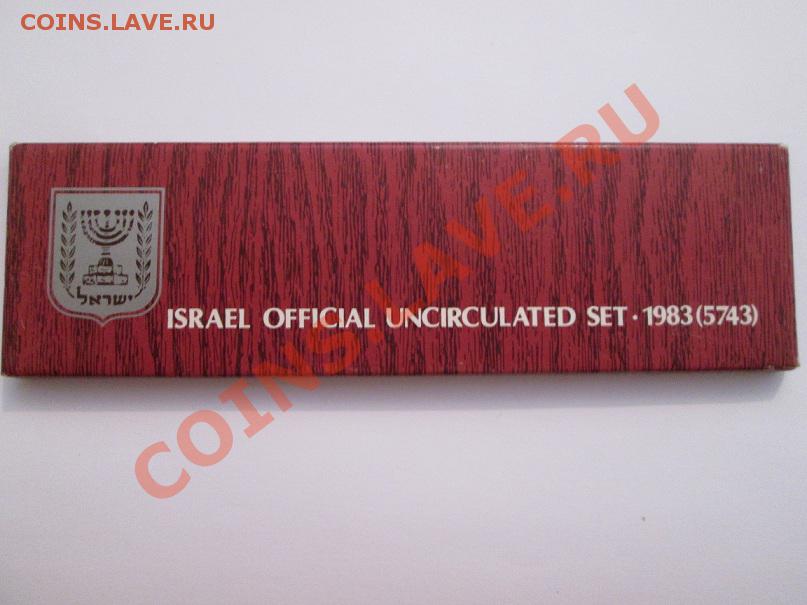 COINS.LAVE.RU
ישראל
ISRAEL OFFICIAL UNCIRCULATED SET · 1983 (5743)
COINS.LAVE.RU